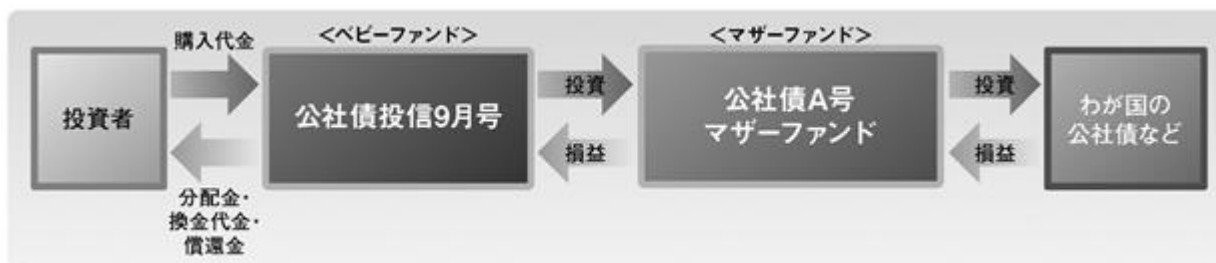 購入代金
<ベビーファンド>
<マザーファンド>
投資者
公社債投信9月号
投資
公社債A号
マザーファンド
投資
わが国の
公社債など
損益
損益
分配金・
換金代金・
償還金